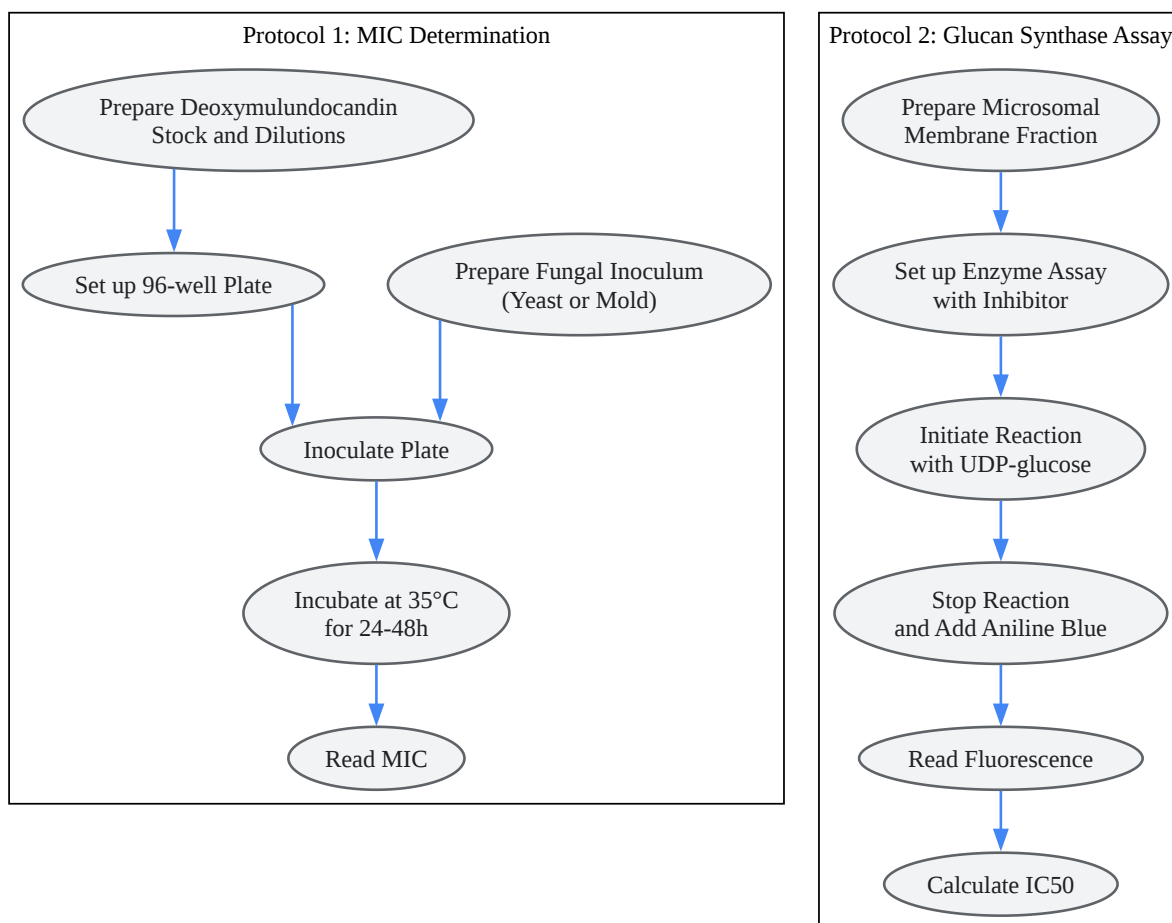 Protocol 1: MIC Determination
Prepare Deoxymulundocandin
Stock and Dilutions
Set up 96-well Plate
Prepare Fungal Inoculum
(Yeast or Mold)
Inoculate Plate
Incubate at 35°C
for 24-48h
Read MIC
Protocol 2: Glucan Synthase Assay
Prepare Microsomal
Membrane Fraction
Set up Enzyme Assay
with Inhibitor
Initiate Reaction
with UDP-glucose
Stop Reaction
and Add Aniline Blue
Read Fluorescence
Calculate IC50